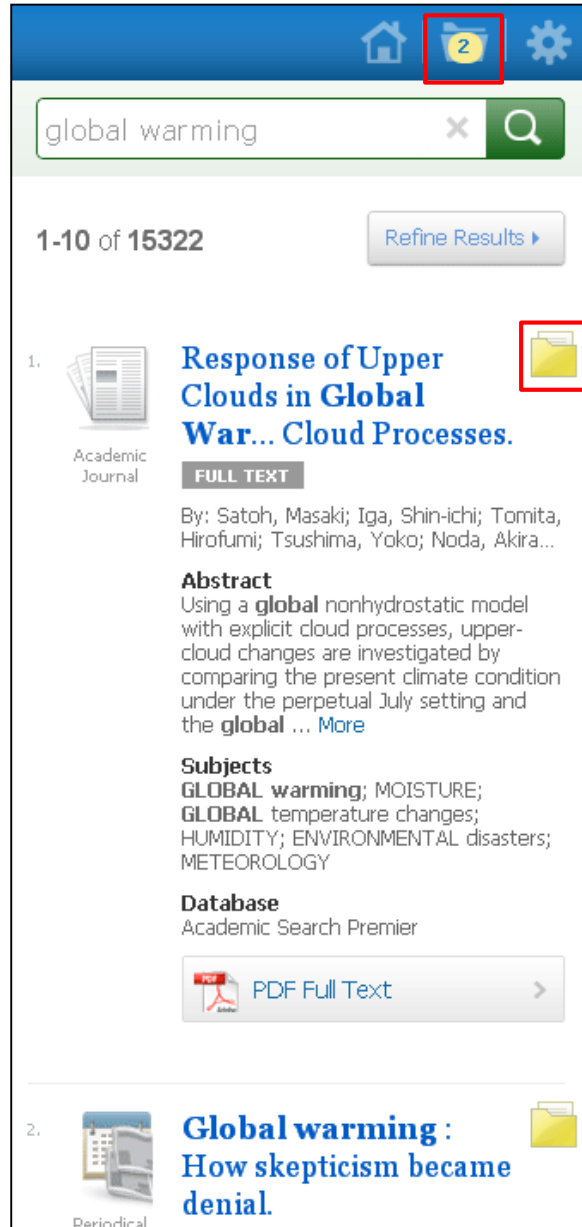 2
global warming
1-10 of 15322
Refine Results
1.
Academic
Journal
Response of Upper
Clouds in Global
War... Cloud Processes.
FULL TEXT
By: Satoh, Masaki; Iga, Shin-ichi; Tomita,
Hirofumi; Tsushima, Yoko; Noda, Akira...
Abstract
Using a global nonhydrostatic model
with explicit cloud processes, upper-
cloud changes are investigated by
comparing the present climate condition
under the perpetual July setting and
the global ... More
Subjects
GLOBAL warming; MOISTURE;
GLOBAL temperature changes;
HUMIDITY; ENVIRONMENTAL disasters;
METEOROLOGY
Database
Academic Search Premier
PDF
Adobe
PDF Full Text
2.
Periodical
Global warming :
How skepticism became
denial.